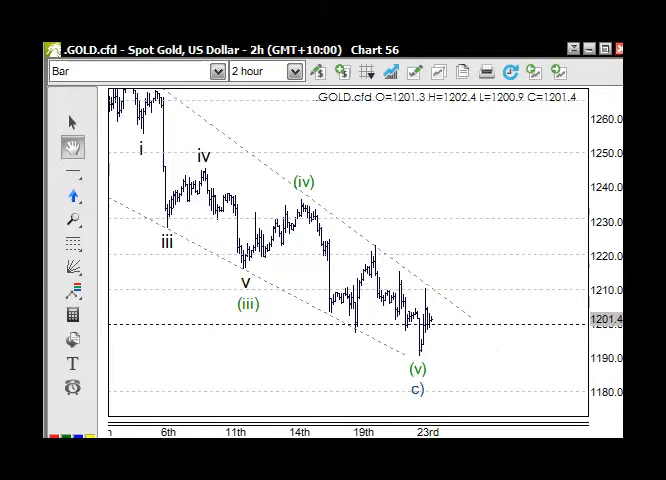 .GOLD.cfd - Spot Gold, US Dollar - 2h (GMT+10:00) Chart 56
Bar 2 hour
.GOLD.cfd O=1201.3 H=1202.4 L=1200.9 C=1201.4
1260.0
i
1250.0
iv
(iv)
1240.0
1230.0
iii
1220.0
v
(iii)
1210.0
1201.4
1190.0
(v)
c)
1180.0
T
6th 11th 14th 19th 23rd